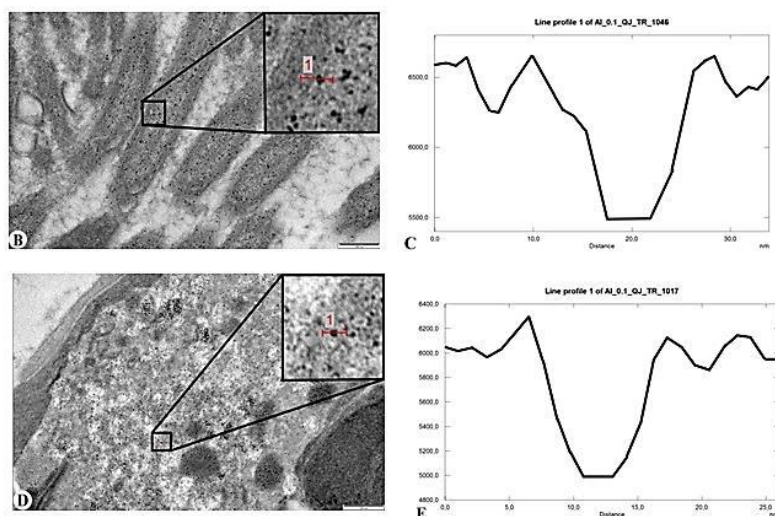 1
B
Line profile 1 of AI_0.1_QJ_TR_1046
6500,0
6000,0
5500,0
0,0 10,0 20,0 30,0
Distance nm
C
1
D
Line profile 1 of AI_0.1_QJ_TR_1017
6400,0
6200,0
6000,0
5800,0
5600,0
5400,0
5200,0
5000,0
4800,0
0,0 5,0 10,0 15,0 20,0 25,0
Distance
E